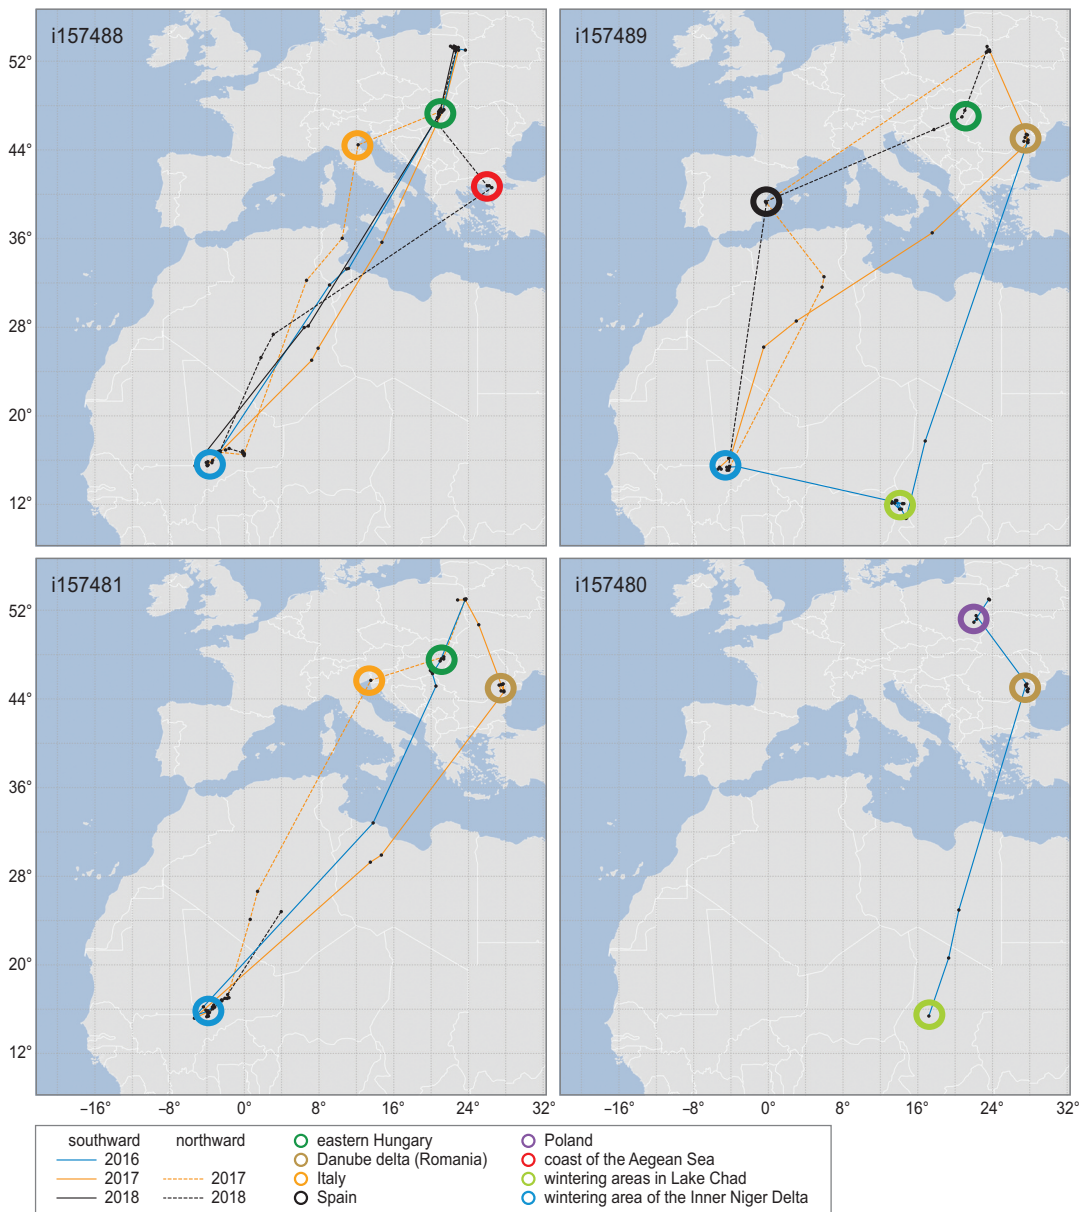 i157488
i157489
52°
44°
36°
28°
20°
12°
i157481
i157480
52°
44°
36°
28°
20°
12°
−16° −8° 0° 8° 16° 24° 32° −16° −8° 0° 8° 16° 24° 32°
southward northward
2016
2017 2017
2018 2018
eastern Hungary
Danube delta (Romania)
Italy
Spain
Poland
coast of the Aegean Sea
wintering areas in Lake Chad
wintering area of the Inner Niger Delta